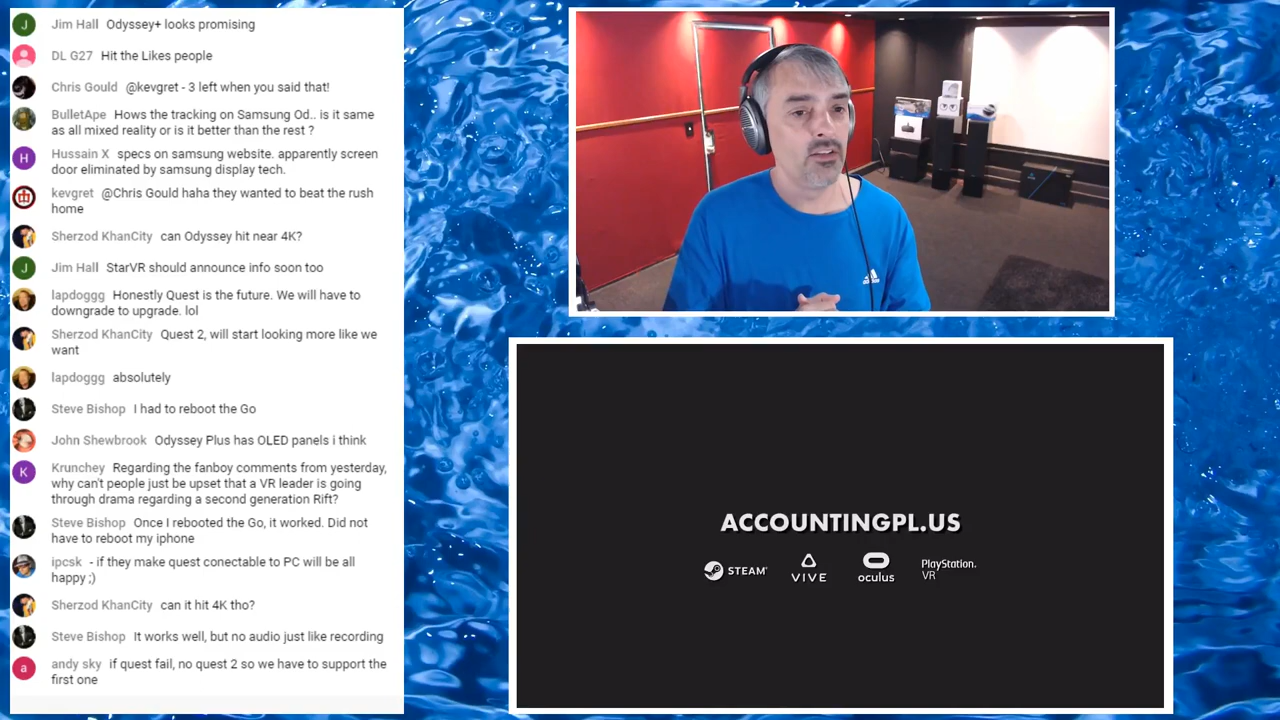 J Jim Hall Odyssey+ looks promising
DL G27 Hit the Likes people
Chris Gould @kevgret - 3 left when you said that!
BulletApe Hows the tracking on Samsung Od.. is it same
as all mixed reality or is it better than the rest ?
H Hussain X specs on samsung website. apparently screen
door eliminated by samsung display tech.
kevgret @Chris Gould haha they wanted to beat the rush
home
Sherzod KhanCity can Odyssey hit near 4K?
J Jim Hall StarVR should announce info soon too
lapdoggg Honestly Quest is the future. We will have to
downgrade to upgrade. lol
Sherzod KhanCity Quest 2, will start looking more like we
want
lapdoggg absolutely
Steve Bishop I had to reboot the Go
John Shewbrook Odyssey Plus has OLED panels i think
K Krunchey Regarding the fanboy comments from yesterday,
why can't people just be upset that a VR leader is going
through drama regarding a second generation Rift?
Steve Bishop Once I rebooted the Go, it worked. Did not
have to reboot my iphone
ipcsk - if they make quest conectable to PC will be all
happy ;)
Sherzod KhanCity can it hit 4K tho?
Steve Bishop It works well, but no audio just like recording
a andy sky if quest fail, no quest 2 so we have to support the
first one
adidas
ACCOUNTINGPL.US
STEAM® VIVE oculus PlayStation.
VR